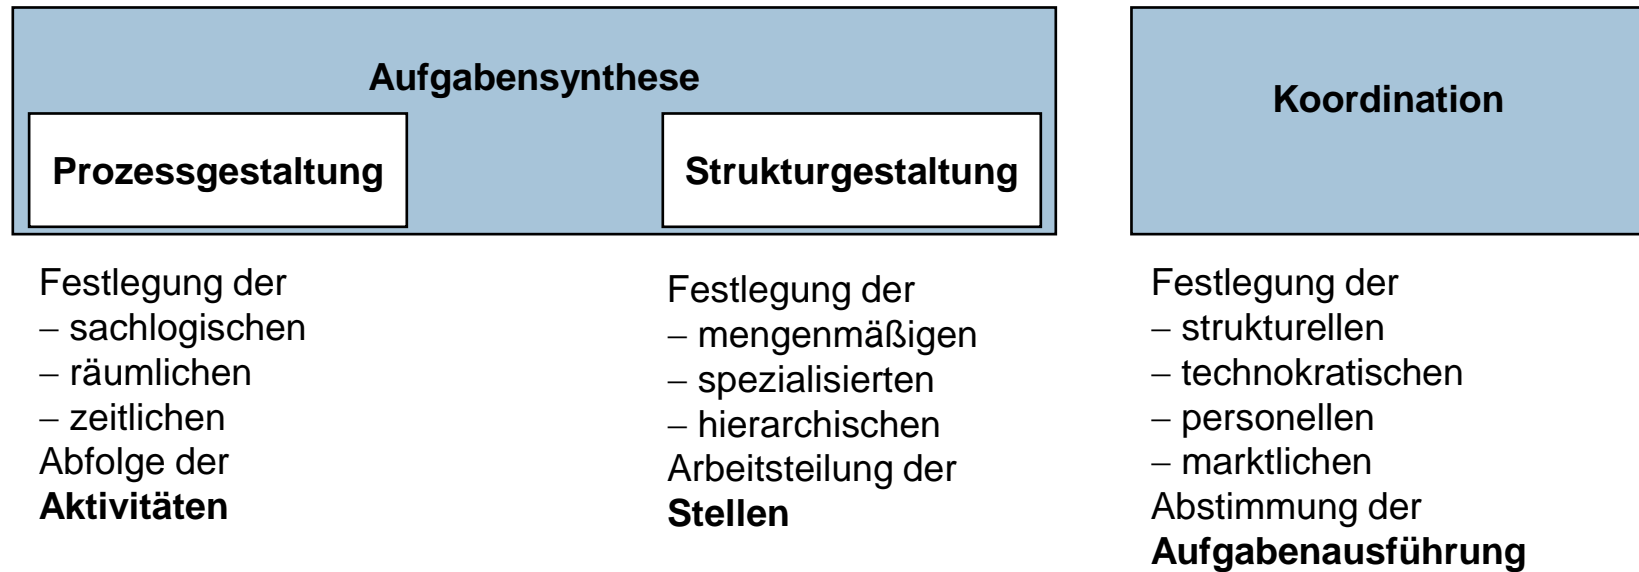 Aufgabensynthese
Prozessgestaltung
Strukturgestaltung
Koordination
Festlegung der
– sachlogischen
– räumlichen
– zeitlichen
Abfolge der
Aktivitäten
Festlegung der
– mengenmäßigen
– spezialisierten
– hierarchischen
Arbeitsteilung der
Stellen
Festlegung der
– strukturellen
– technokratischen
– personellen
– marktlichen
Abstimmung der
Aufgabenausführung